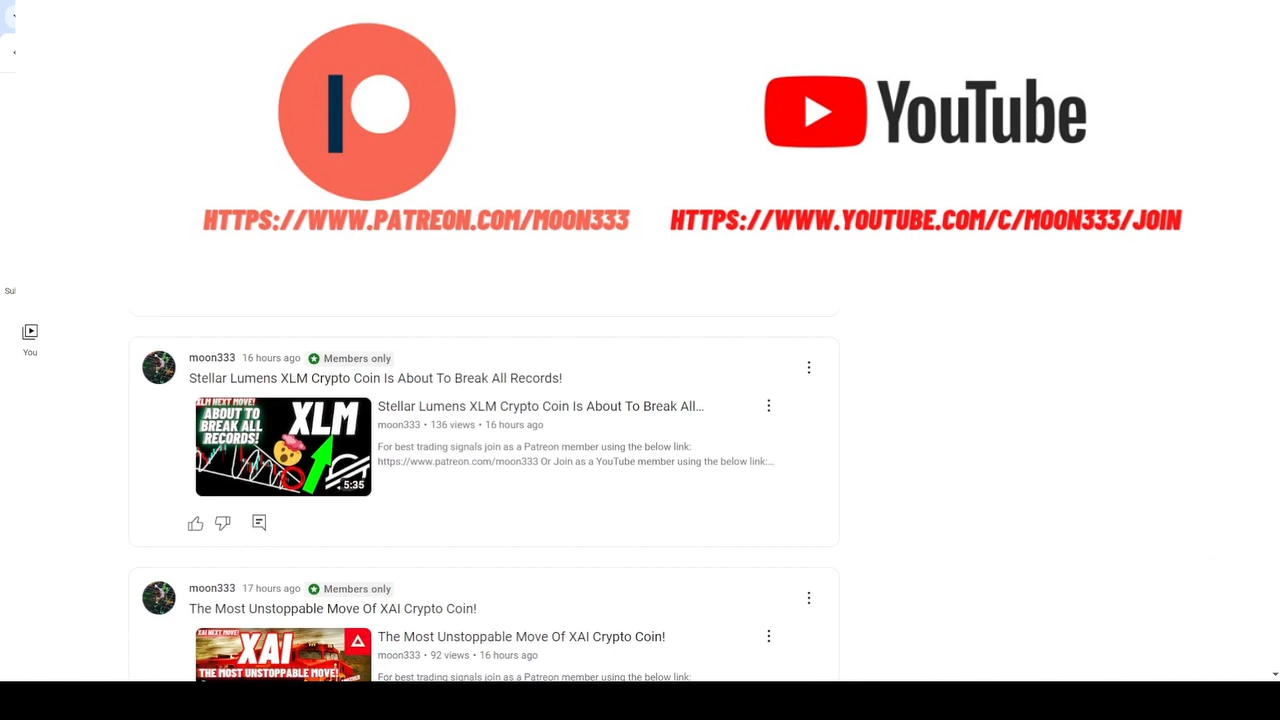 YouTube
HTTPS://WWW.PATREON.COM/MOON333
HTTPS://WWW.YOUTUBE.COM/C/MOON333/JOIN
You
moon333 16 hours ago Members only
Stellar Lumens XLM Crypto Coin Is About To Break All Records!
XLM NEXT MOVE!
ABOUT TO
BREAK ALL
RECORDS!
XLM
5:35
Stellar Lumens XLM Crypto Coin Is About To Break All...
moon333 • 136 views • 16 hours ago
For best trading signals join as a Patreon member using the below link:
https://www.patreon.com/moon333 Or Join as a YouTube member using the below link:...
moon333 17 hours ago Members only
The Most Unstoppable Move Of XAI Crypto Coin!
XAI NEXT MOVE!
XAI
THE MOST UNSTOPPABLE MOVE!
The Most Unstoppable Move Of XAI Crypto Coin!
moon333 • 92 views • 16 hours ago
For best trading signals join as a Patreon member using the below link: